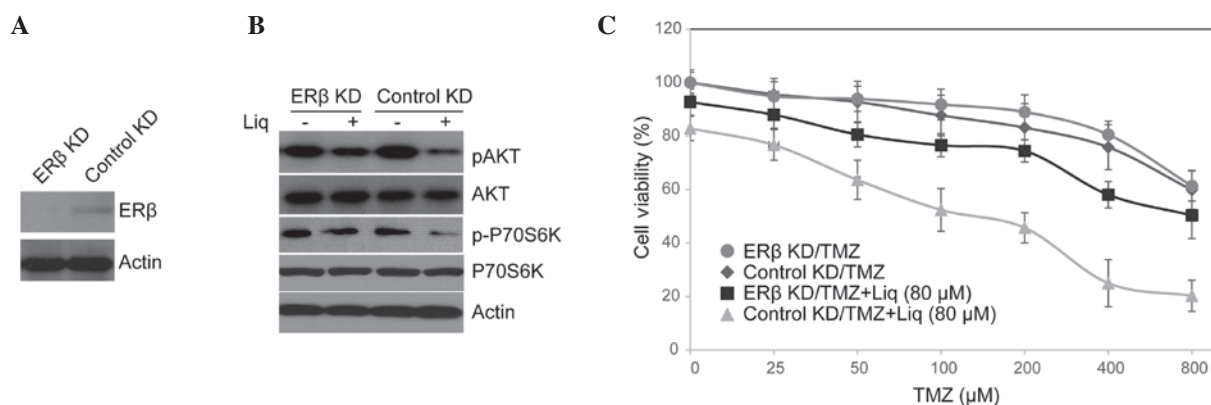 A
ERβ KD
Control KD
ERβ
Actin
B
ERβ KD Control KD
Liq - + - +
pAKT
AKT
p-P70S6K
P70S6K
Actin
C
120
100
80
60
40
20
0
Cell viability (%)
ERβ KD/TMZ
Control KD/TMZ
ERβ KD/TMZ+Liq (80 µM)
Control KD/TMZ+Liq (80 µM)
0 25 50 100 200 400 800
TMZ (µM)